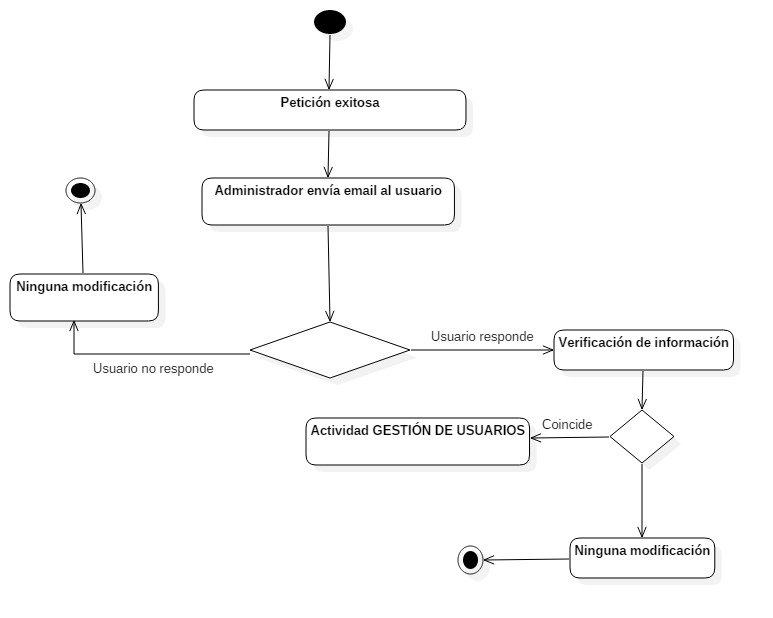 Petición exitosa
Administrador envía email al usuario
Ninguna modificación
Usuario responde
Verificación de información
Usuario no responde
Coincide
Actividad GESTIÓN DE USUARIOS
Ninguna modificación